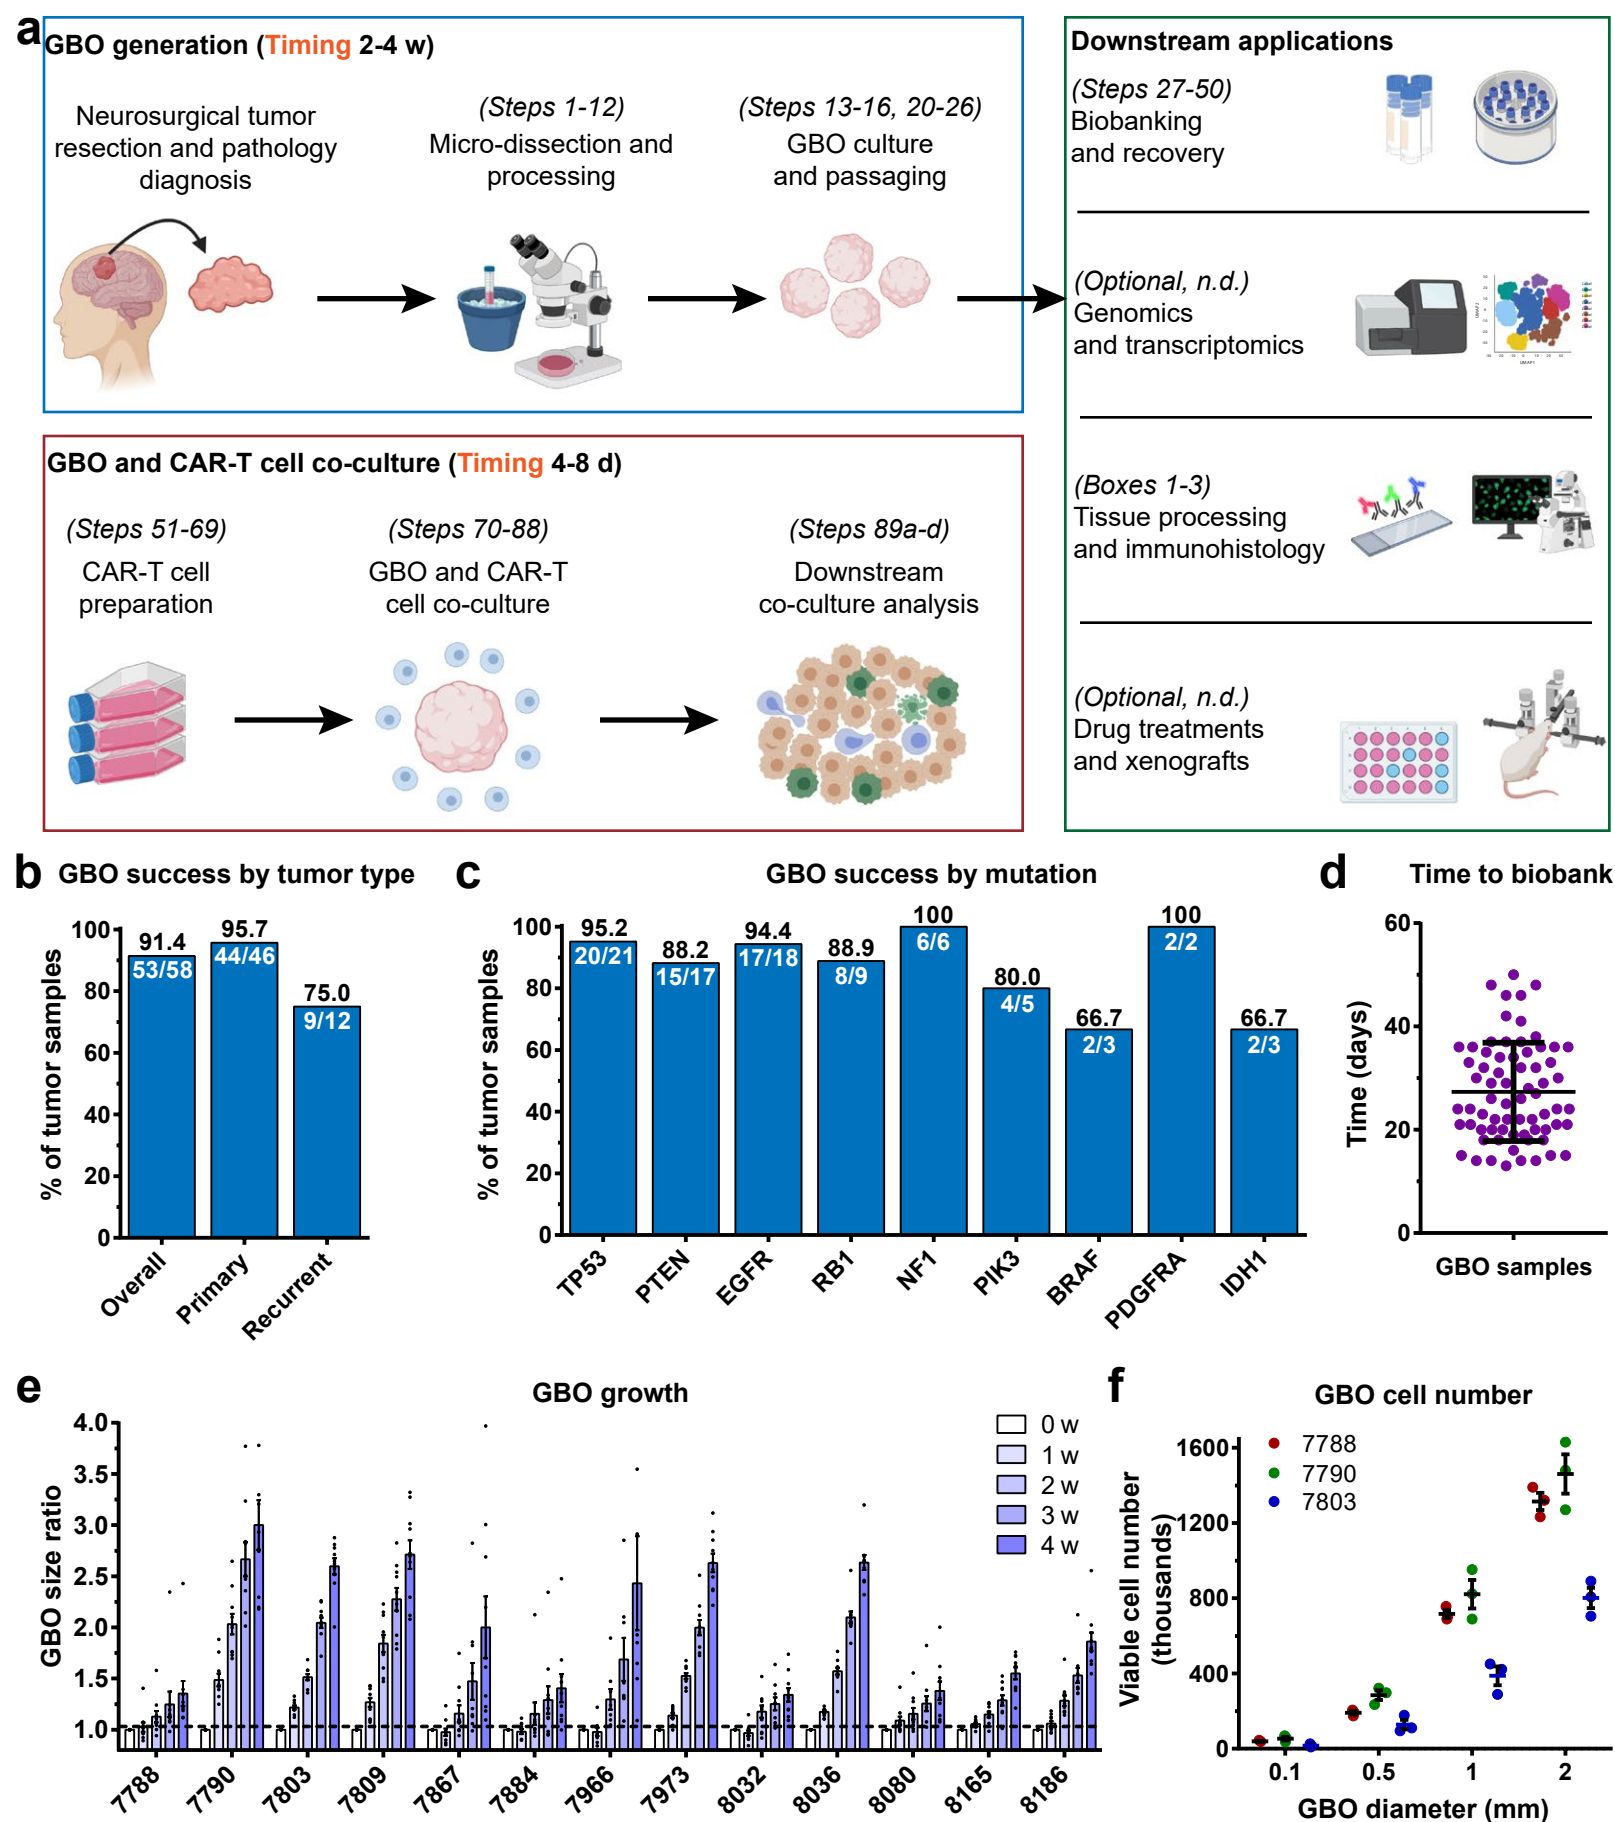 a
GBO generation (Timing 2-4 w)
Neurosurgical tumor
resection and pathology
diagnosis
(Steps 1-12)
Micro-dissection and
processing
(Steps 13-16, 20-26)
GBO culture
and passaging
GBO and CAR-T cell co-culture (Timing 4-8 d)
(Steps 51-69)
CAR-T cell
preparation
(Steps 70-88)
GBO and CAR-T
cell co-culture
(Steps 89a-d)
Downstream
co-culture analysis
Downstream applications
(Steps 27-50)
Biobanking
and recovery
(Optional, n.d.)
Genomics
and transcriptomics
(Boxes 1-3)
Tissue processing
and immunohistology
(Optional, n.d.)
Drug treatments
and xenografts
b
GBO success by tumor type
% of tumor samples
100
80
60
40
20
0
91.4
53/58
95.7
44/46
75.0
9/12
Overall
Primary
Recurrent
c
GBO success by mutation
% of tumor samples
100
80
60
40
20
0
95.2
20/21
88.2
15/17
94.4
17/18
88.9
8/9
100
6/6
80.0
4/5
66.7
2/3
100
2/2
66.7
2/3
TP53
PTEN
EGFR
RB1
NF1
PIK3
BRAF
PDGFRA
IDH1
d
Time to biobank
Time (days)
60
40
20
0
GBO samples
e
GBO growth
GBO size ratio
4.0
3.5
3.0
2.5
2.0
1.5
1.0
0 w
1 w
2 w
3 w
4 w
7788
7790
7803
7809
7867
7884
7966
7973
8032
8036
8080
8165
8186
f
GBO cell number
Viable cell number
(thousands)
1600
1200
800
400
0
7788
7790
7803
0.1
0.5
1
2
GBO diameter (mm)